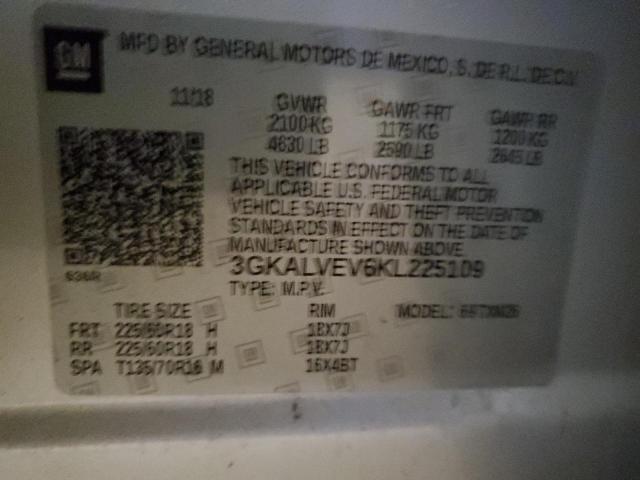 GM
MFD BY GENERAL MOTORS DE MEXICO, S. DE R.L. DE C.V.
11/18 GVWR GAWR FRT GAWR RR
2100 KG 1175 KG 1200 KG
4630 LB 2590 LB 2645 LB
THIS VEHICLE CONFORMS TO ALL
APPLICABLE U.S. FEDERAL MOTOR
VEHICLE SAFETY AND THEFT PREVENTION
STANDARDS IN EFFECT ON THE DATE OF
MANUFACTURE SHOWN ABOVE.
3GKALVEV6KL225109
TYPE: M.P.V.
TIRE SIZE RIM MODEL:
FRT 225/60R18 H 18X7J
RR 225/60R18 H 18X7J
SPA T135/70R16 M 16X4BT